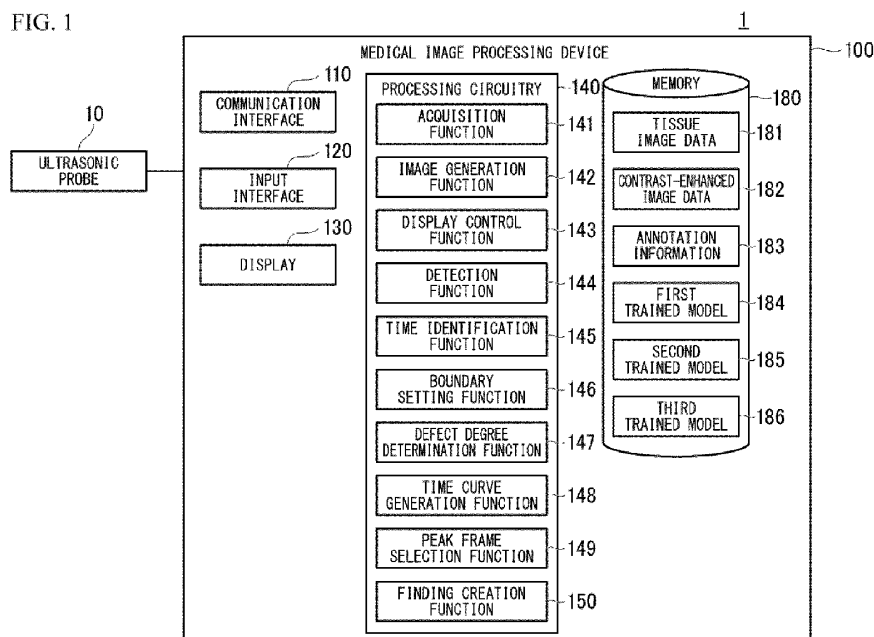 FIG. 1
1
MEDICAL IMAGE PROCESSING DEVICE
100
110
COMMUNICATION
INTERFACE
10
ULTRASONIC
PROBE
120
INPUT
INTERFACE
130
DISPLAY
PROCESSING CIRCUITRY
140
ACQUISITION
FUNCTION
141
IMAGE GENERATION
FUNCTION
142
DISPLAY CONTROL
FUNCTION
143
DETECTION
FUNCTION
144
TIME IDENTIFICATION
FUNCTION
145
BOUNDARY
SETTING FUNCTION
146
DEFECT DEGREE
DETERMINATION FUNCTION
147
TIME CURVE
GENERATION FUNCTION
148
PEAK FRAME
SELECTION FUNCTION
149
FINDING CREATION
FUNCTION
150
MEMORY
180
TISSUE
IMAGE DATA
181
CONTRAST-ENHANCED
IMAGE DATA
182
ANNOTATION
INFORMATION
183
FIRST
TRAINED MODEL
184
SECOND
TRAINED MODEL
185
THIRD
TRAINED MODEL
186